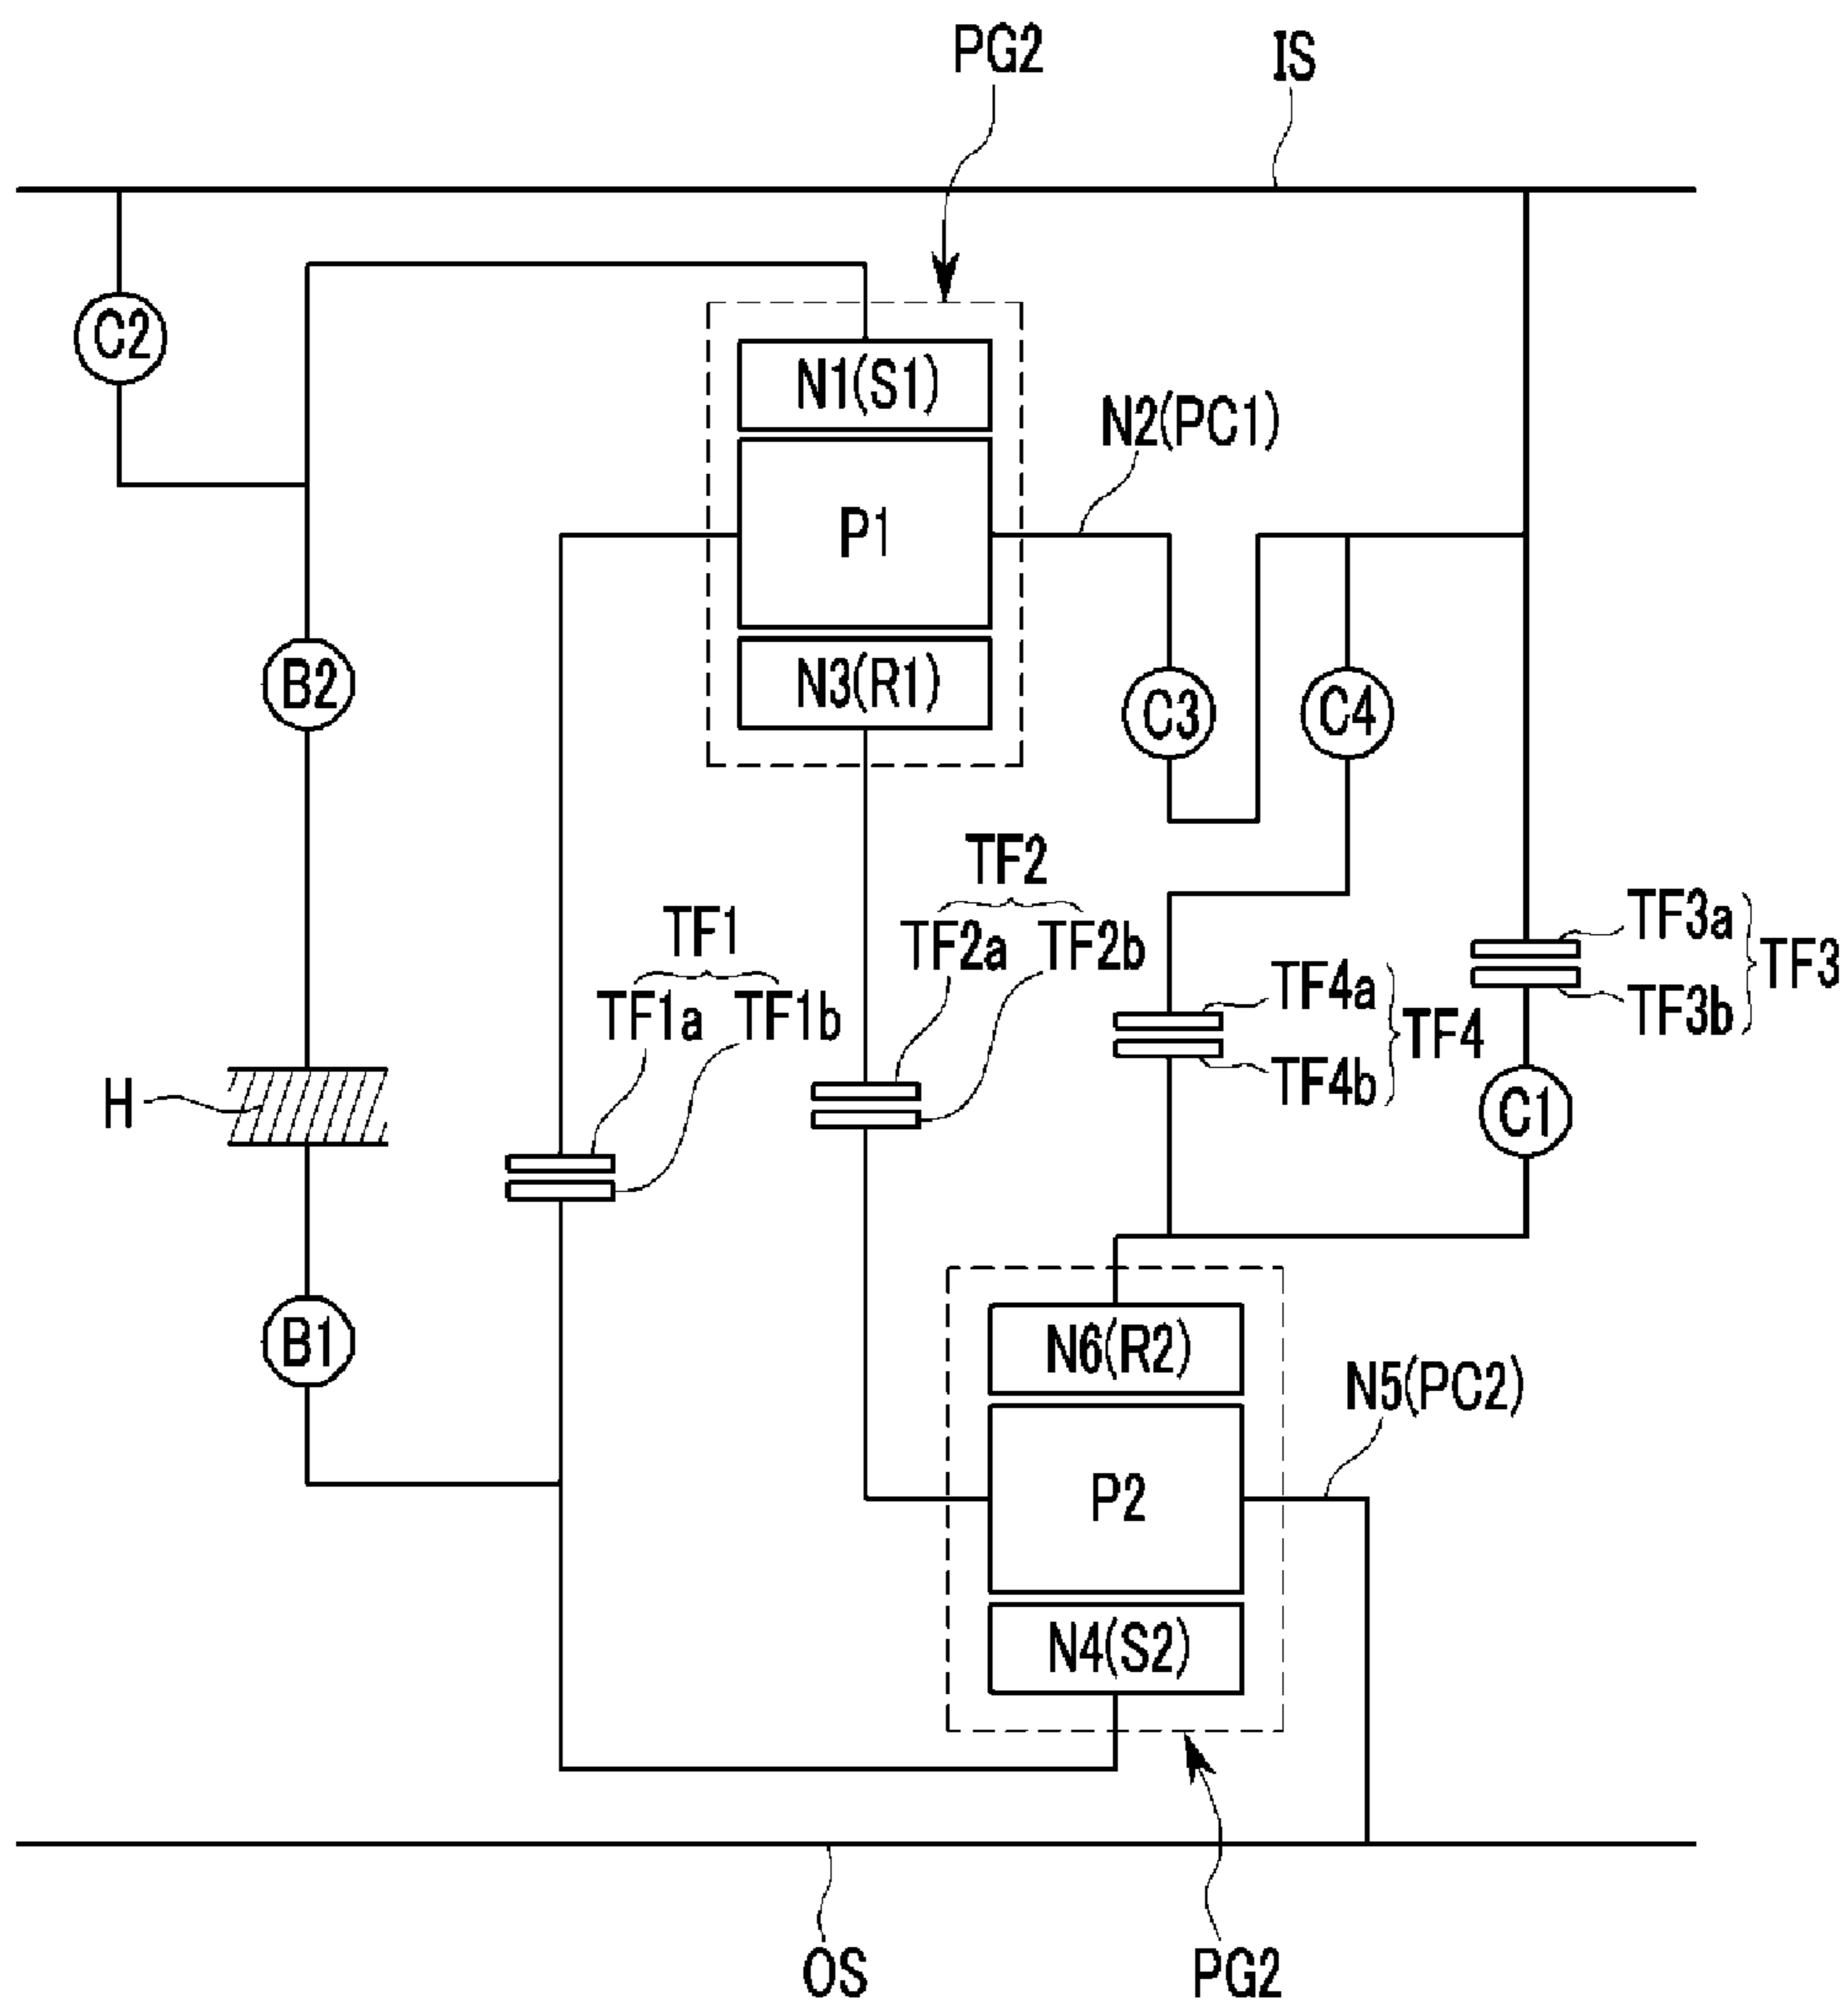 PG2
IS
C2
N1(S1)
N2(PC1)
P1
B2
N3(R1)
C3
C4
TF2
TF2a
TF2b
TF1
TF1a
TF1b
TF3a
TF3
TF3b
TF4a
TF4
TF4b
H
C1
B1
N6(R2)
N5(PC2)
P2
N4(S2)
OS
PG2